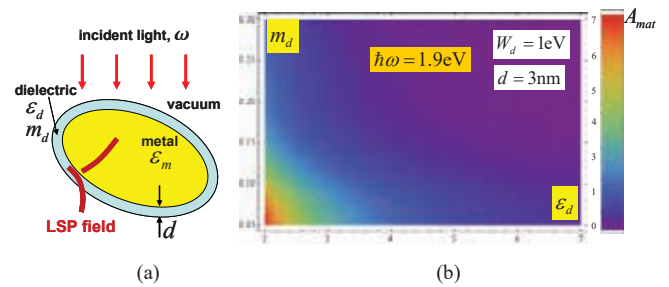 incident light, ω
dielectric
ε_d
m_d
vacuum
metal
ε_m
LSP field
d
(a)
m_d
ħω = 1.9eV
W_d = 1eV
d = 3nm
ε_d
A_mat
7
6
5
4
3
2
1
0
(b)